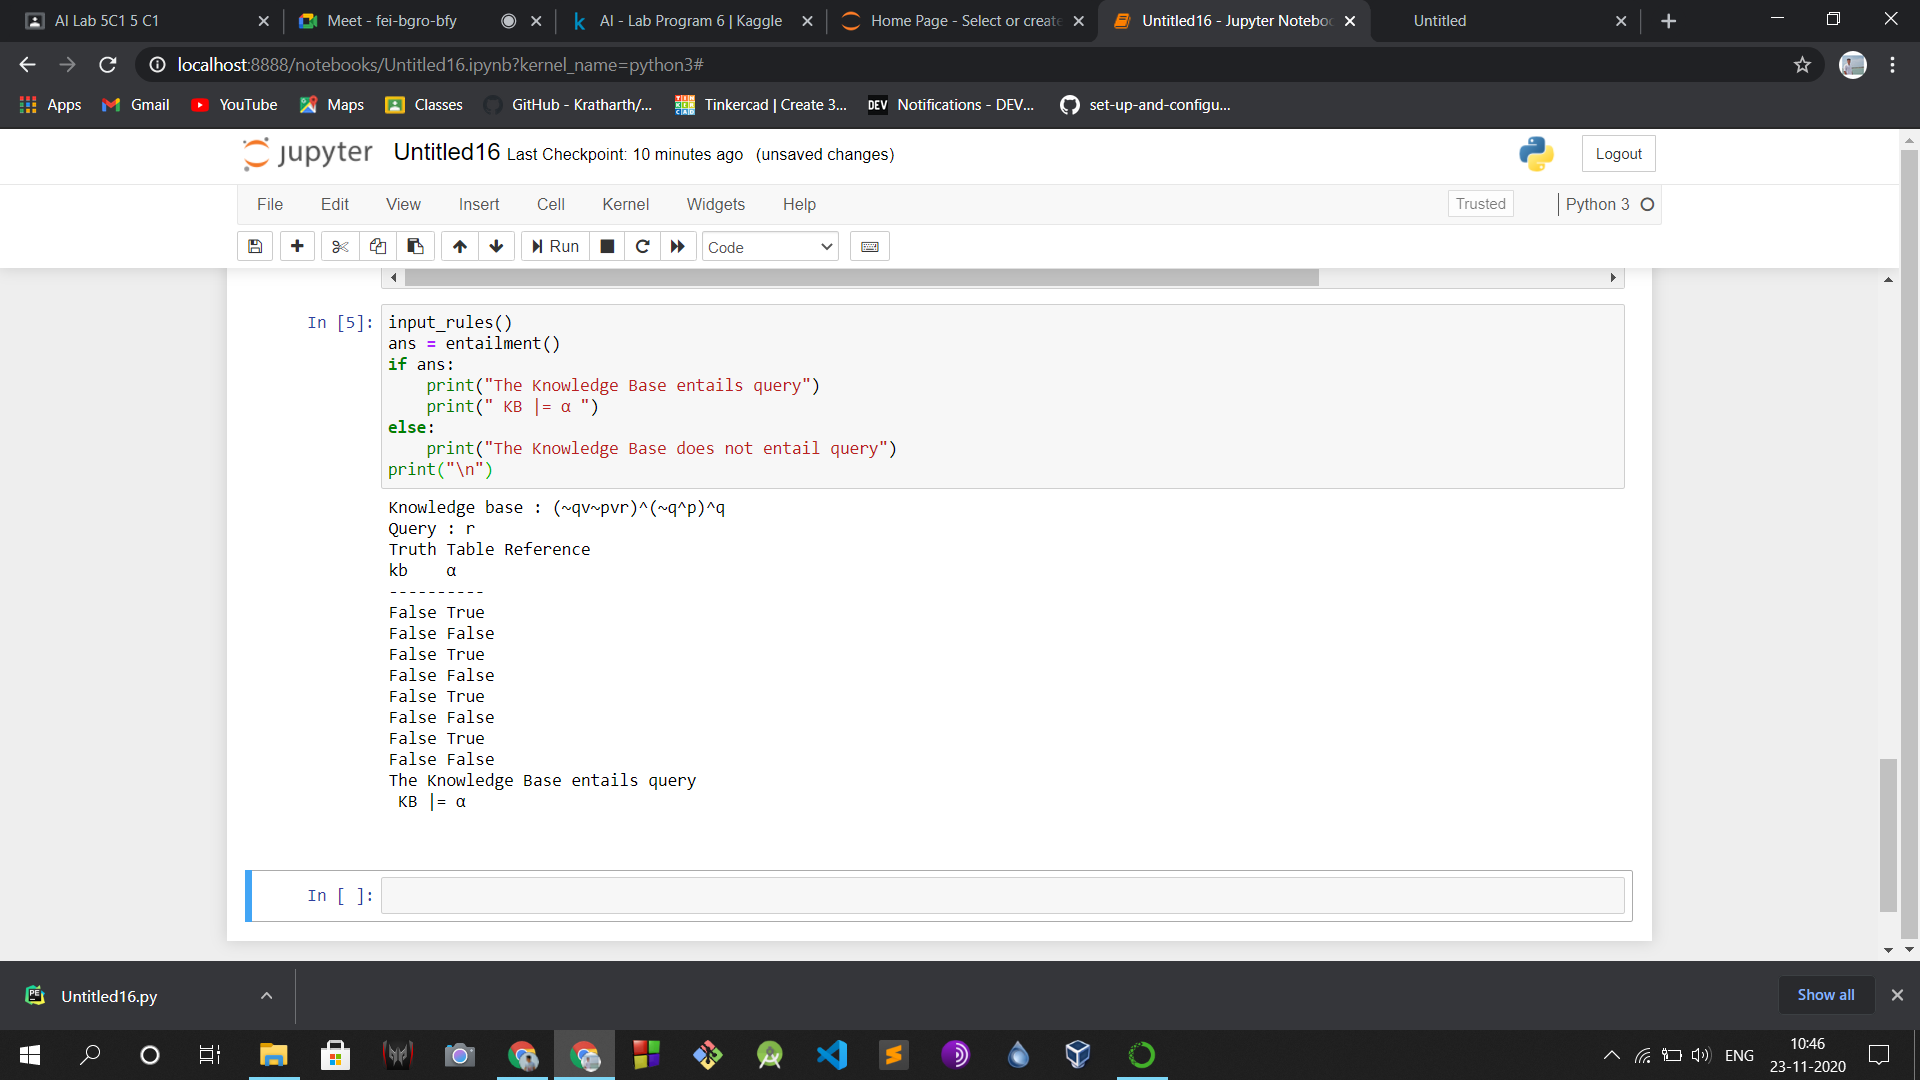 AI Lab 5C1 5 C1
Meet - fei-bgro-bfy
AI - Lab Program 6 | Kaggle
Home Page - Select or create
Untitled16 - Jupyter Notebo
Untitled
localhost:8888/notebooks/Untitled16.ipynb?kernel_name=python3#
Apps
Gmail
YouTube
Maps
Classes
GitHub - Kratharth/...
Tinkercad | Create 3...
DEV Notifications - DEV...
set-up-and-configu...
jupyter Untitled16 Last Checkpoint: 10 minutes ago (unsaved changes)
Logout
File Edit View Insert Cell Kernel Widgets Help
Trusted
Python 3
Run
Code
In [5]:
input_rules()
ans = entailment()
if ans:
    print("The Knowledge Base entails query")
    print(" KB |= α ")
else:
    print("The Knowledge Base does not entail query")
print("\n")
Knowledge base : (~qv~pvr)^(~q^p)^q
Query : r
Truth Table Reference
kb    α
----------
False True
False False
False True
False False
False True
False False
False True
False False
The Knowledge Base entails query
 KB |= α
In [ ]:
Untitled16.py
Show all
ENG
10:46
23-11-2020